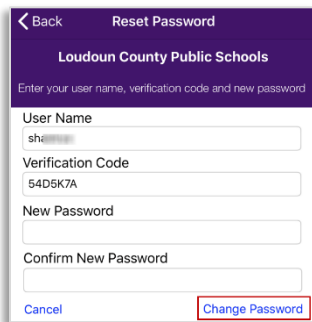 Back Reset Password
Loudoun County Public Schools
Enter your user name, verification code and new password
User Name
Verification Code
54D5K7A
New Password
Confirm New Password
Cancel Change Password